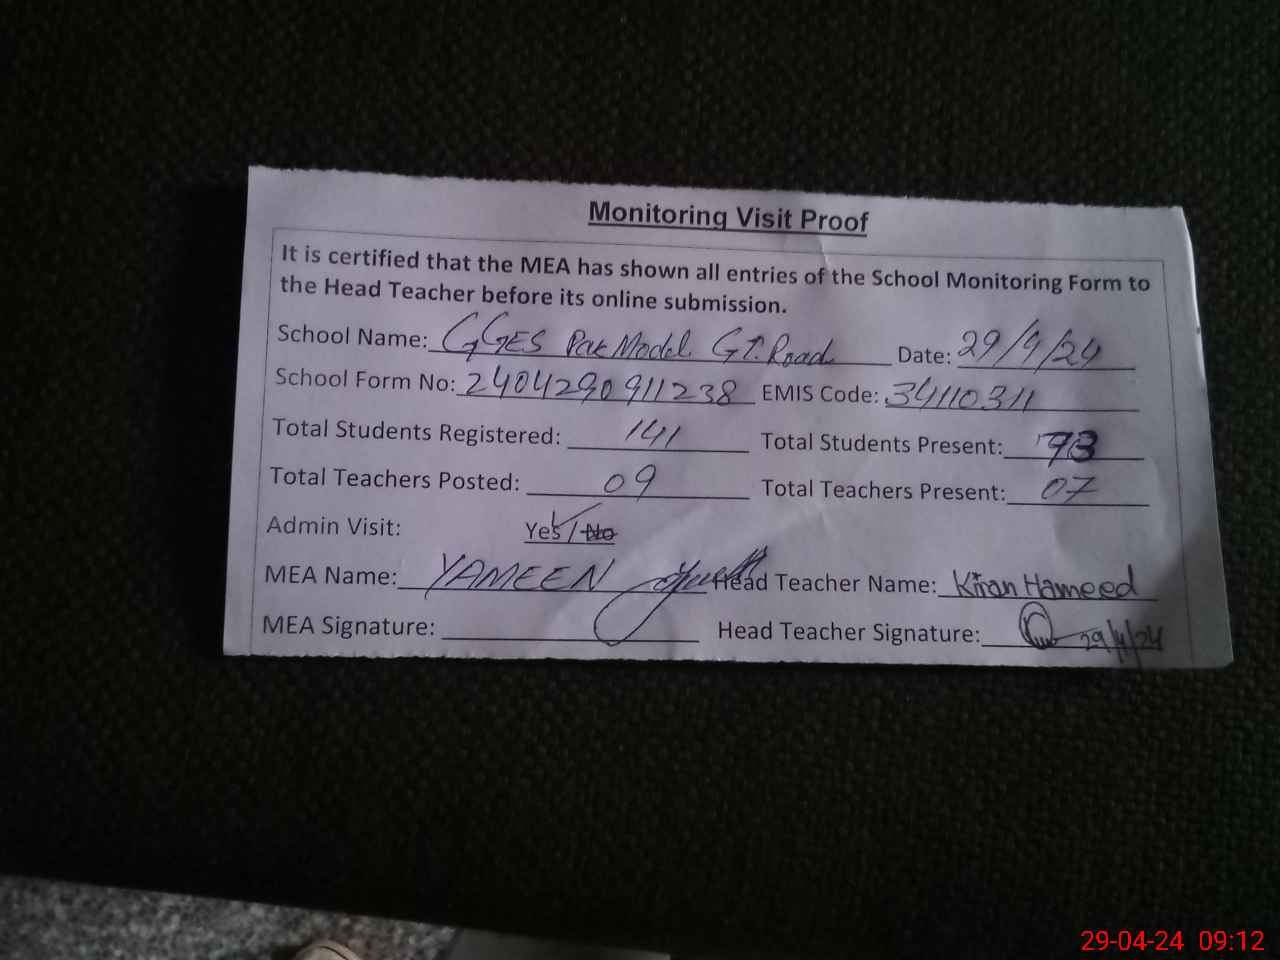 Monitoring Visit Proof
It is certified that the MEA has shown all entries of the School Monitoring Form to
the Head Teacher before its online submission.
School Name: GGES Pak Model GT. Road Date: 29/4/24
School Form No: 2404290911238 EMIS Code: 34110311
Total Students Registered: 141 Total Students Present: 93
Total Teachers Posted: 09 Total Teachers Present: 07
Admin Visit: Yes / No
MEA Name: YAMEEN Head Teacher Name: Kiran Hameed
MEA Signature: Head Teacher Signature: 29/4/24
29-04-24 09:12